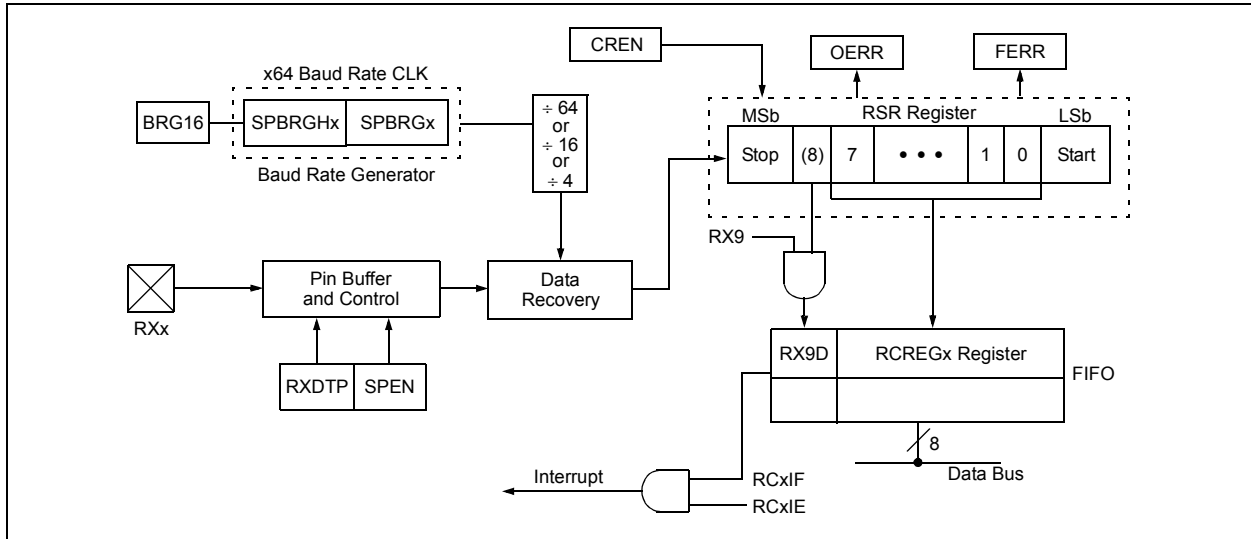 CREN
OERR
FERR
x64 Baud Rate CLK
BRG16
SPBRGHx
SPBRGx
Baud Rate Generator
÷ 64
or
÷ 16
or
÷ 4
MSb
RSR Register
LSb
Stop
(8)
7
• • •
1
0
Start
RX9
RXx
Pin Buffer
and Control
Data
Recovery
RXDTP
SPEN
RX9D
RCREGx Register
FIFO
8
Data Bus
Interrupt
RCxIF
RCxIE